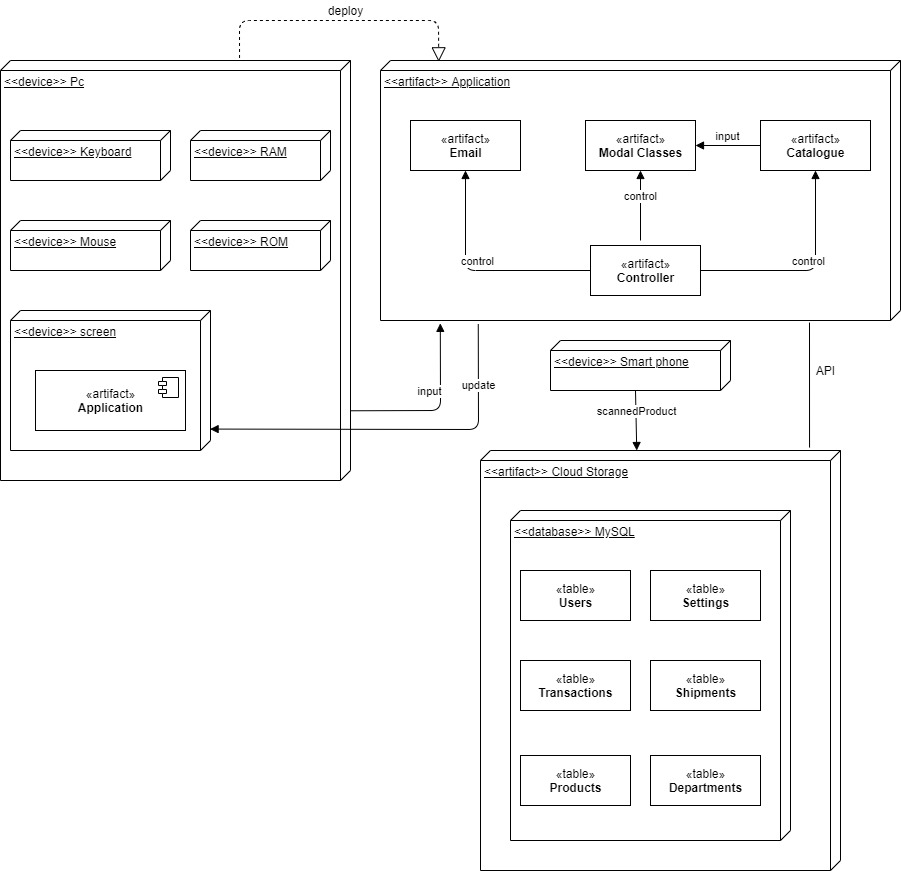 deploy
<<device>> Pc
<<device>> Keyboard
<<device>> RAM
<<device>> Mouse
<<device>> ROM
<<device>> screen
«artifact»
Application
<<artifact>> Application
«artifact»
Email
«artifact»
Modal Classes
input
«artifact»
Catalogue
control
control
«artifact»
Controller
control
input
update
<<device>> Smart phone
scannedProduct
API
<<artifact>> Cloud Storage
<<database>> MySQL
«table»
Users
«table»
Settings
«table»
Transactions
«table»
Shipments
«table»
Products
«table»
Departments